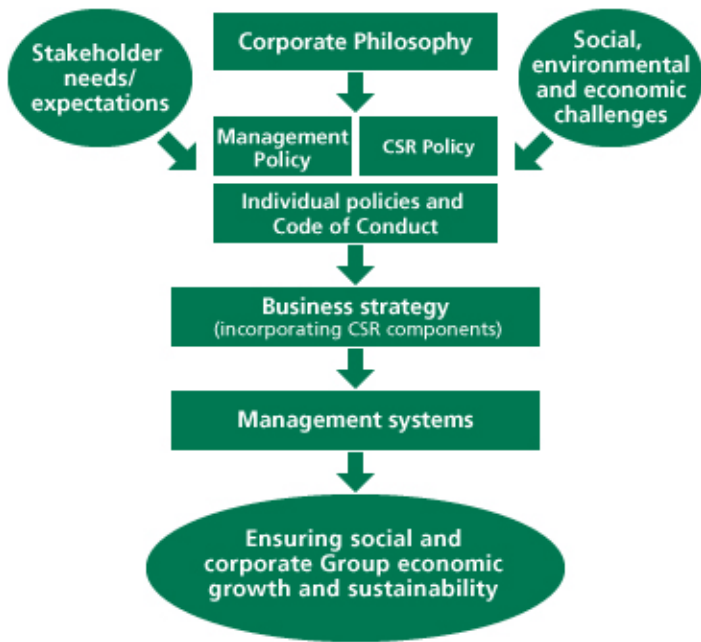 Corporate Philosophy
Stakeholder
needs/
expectations
Social,
environmental
and economic
challenges
Management
Policy
CSR Policy
Individual policies and
Code of Conduct
Business strategy
(incorporating CSR components)
Management systems
Ensuring social and
corporate Group economic
growth and sustainability